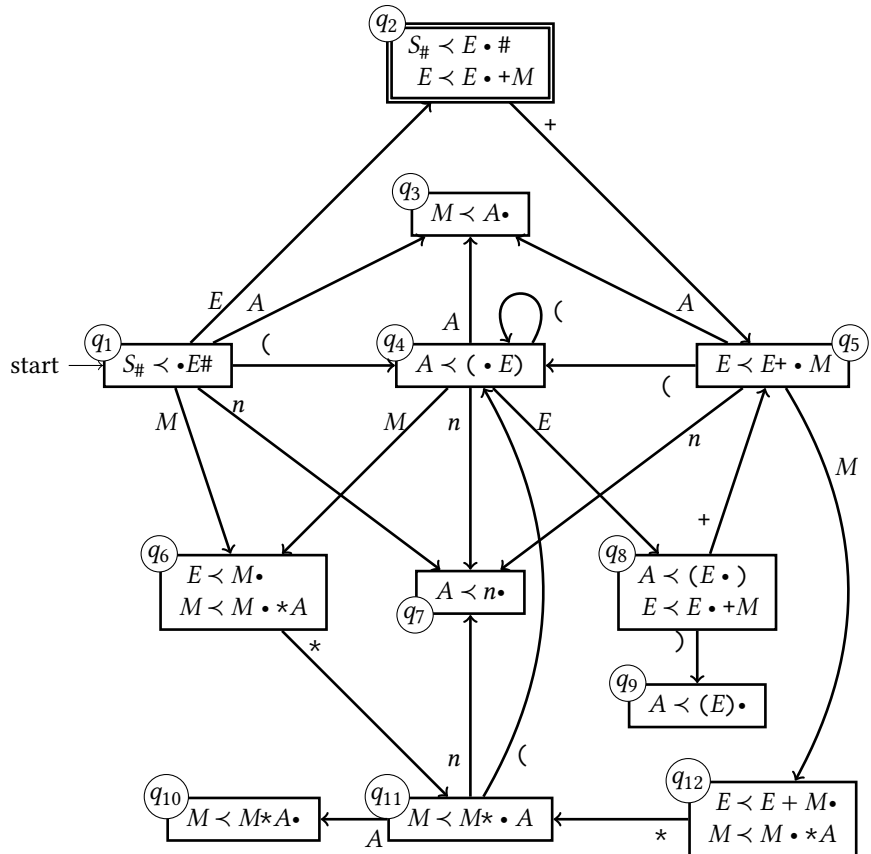 q2
S# ≺ E • #
E ≺ E • +M
+
q3
M ≺ A•
E
A
A
(
A
q1
start
S# ≺ •E#
(
q4
A ≺ ( • E)
(
q5
E ≺ E+ • M
M
n
M
n
E
n
M
+
q6
E ≺ M•
M ≺ M • *A
q7
A ≺ n•
q8
A ≺ (E • )
E ≺ E • +M
*
)
q9
A ≺ (E)•
n
(
q10
M ≺ M*A•
A
q11
M ≺ M* • A
*
q12
E ≺ E + M•
M ≺ M • *A